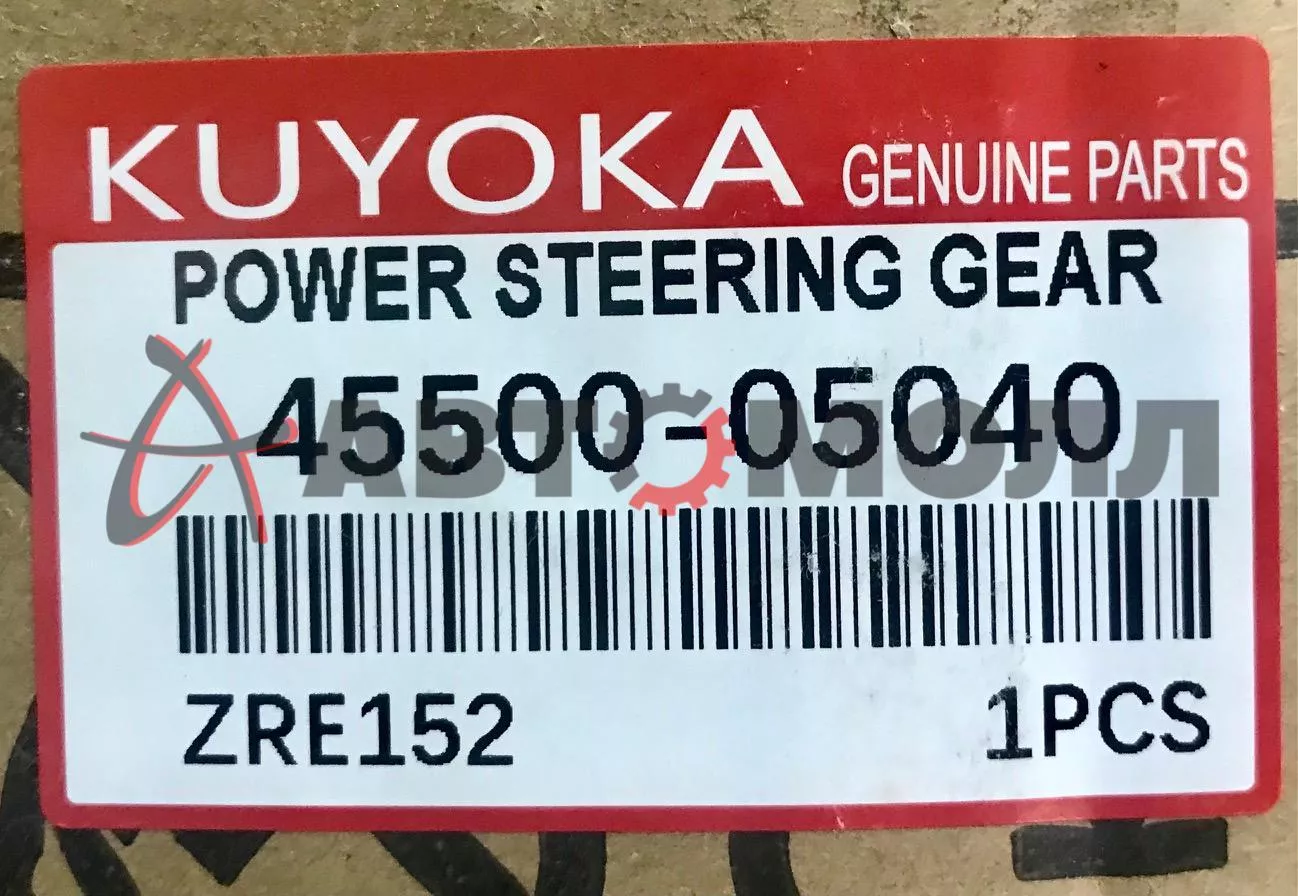 KUYOKA GENUINE PARTS
POWER STEERING GEAR
45500-05040
АВТОМОЛЛ
ZRE152
1PCS